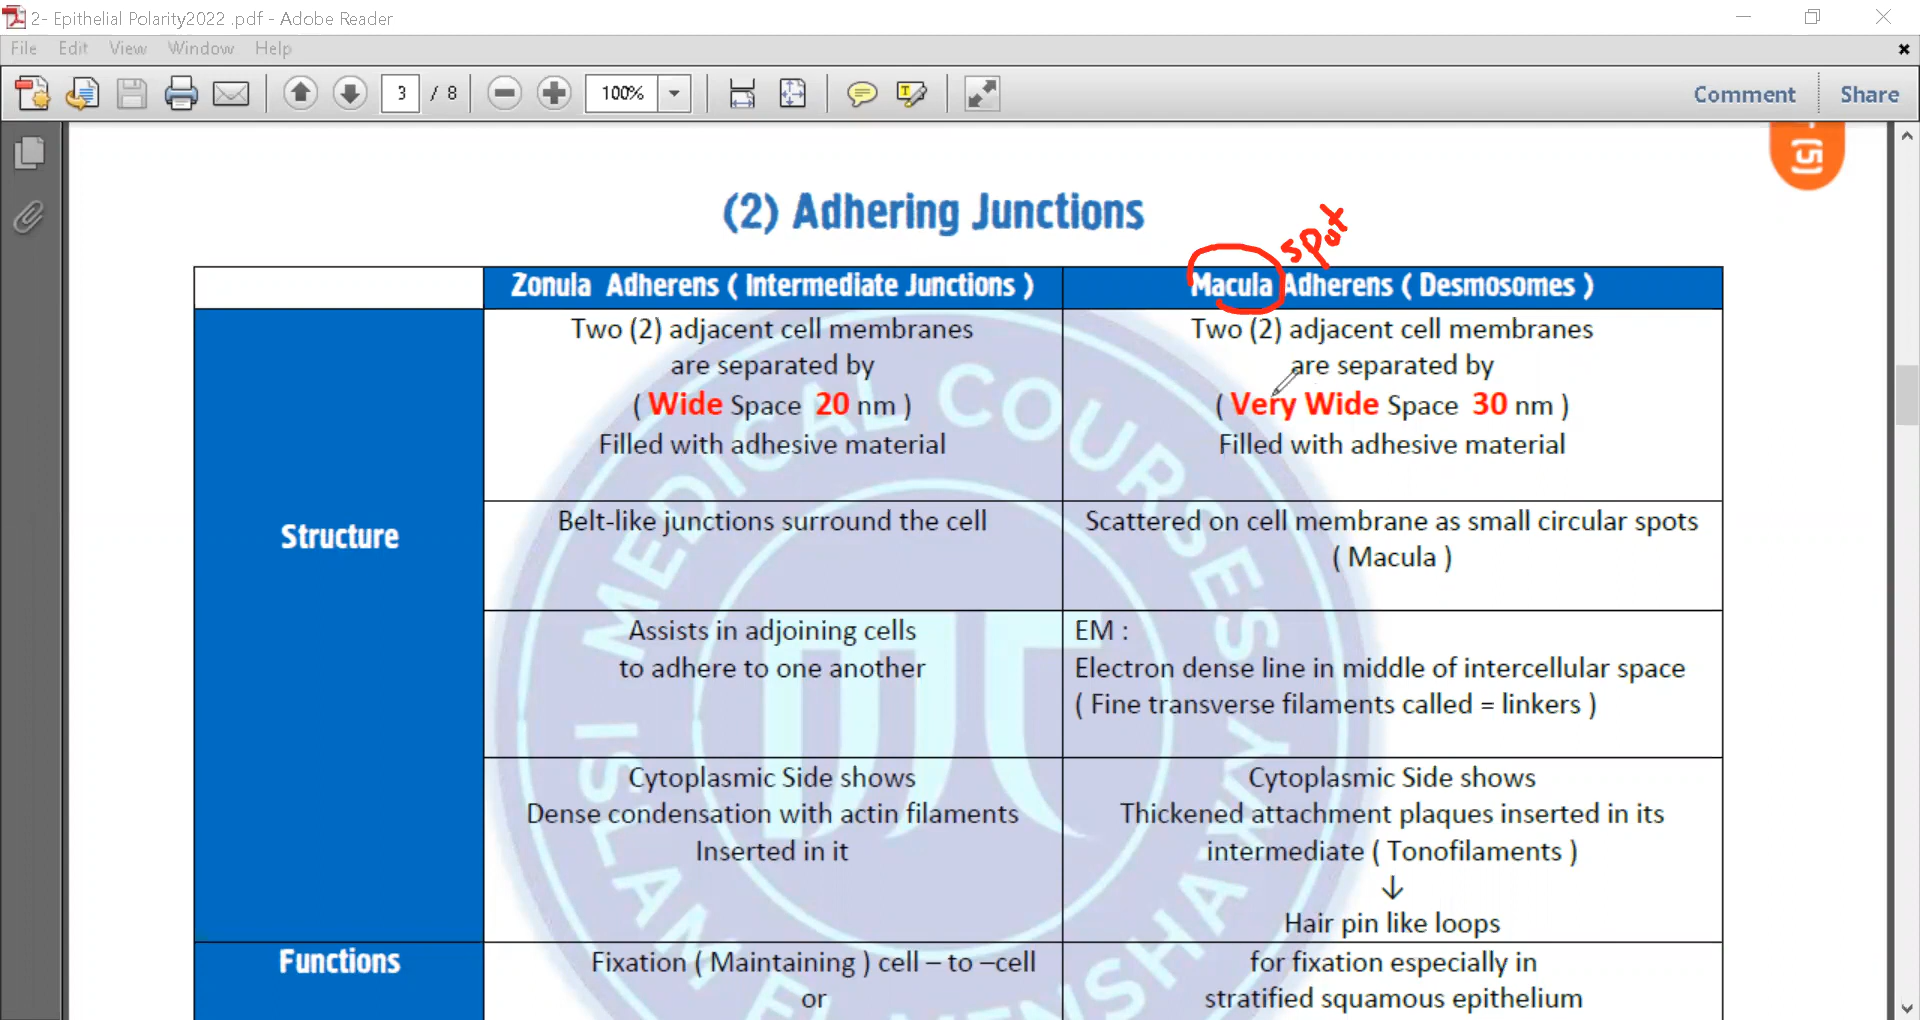 2- Epithelial Polarity2022 .pdf - Adobe Reader
File Edit View Window Help
3 / 8 100% Comment Share
(5)
(2) Adhering Junctions
spot
Zonula Adherens ( Intermediate Junctions )
Macula Adherens ( Desmosomes )
Structure
Two (2) adjacent cell membranes
are separated by
( Wide Space 20 nm )
Filled with adhesive material
Two (2) adjacent cell membranes
are separated by
( Very Wide Space 30 nm )
Filled with adhesive material
Belt-like junctions surround the cell
Scattered on cell membrane as small circular spots
( Macula )
Assists in adjoining cells
to adhere to one another
EM :
Electron dense line in middle of intercellular space
( Fine transverse filaments called = linkers )
Cytoplasmic Side shows
Dense condensation with actin filaments
Inserted in it
Cytoplasmic Side shows
Thickened attachment plaques inserted in its
intermediate ( Tonofilaments )
↓
Hair pin like loops
Functions
Fixation ( Maintaining ) cell – to –cell
or
for fixation especially in
stratified squamous epithelium
MEDICAL COURSES
MC